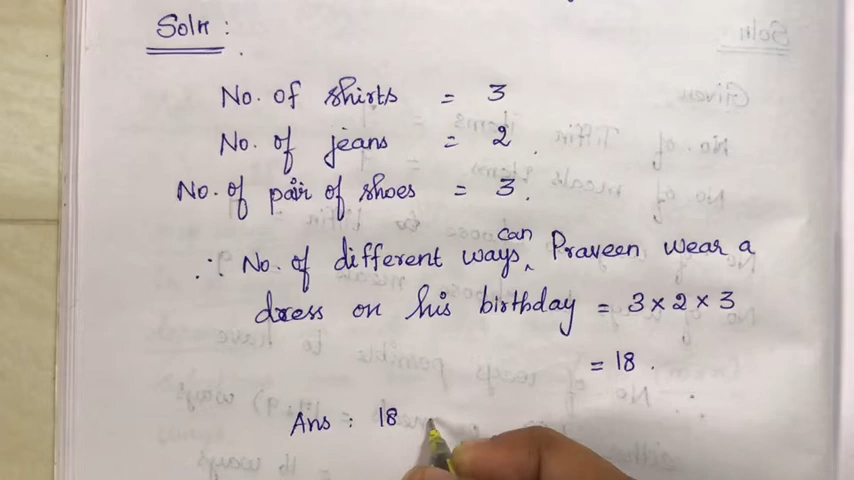 Soln :
No. of shirts = 3
No. of jeans = 2.
No. of pair of shoes = 3.
∴ No. of different ways can Praveen wear a
dress on his birthday = 3 × 2 × 3
= 18.
Ans : 18